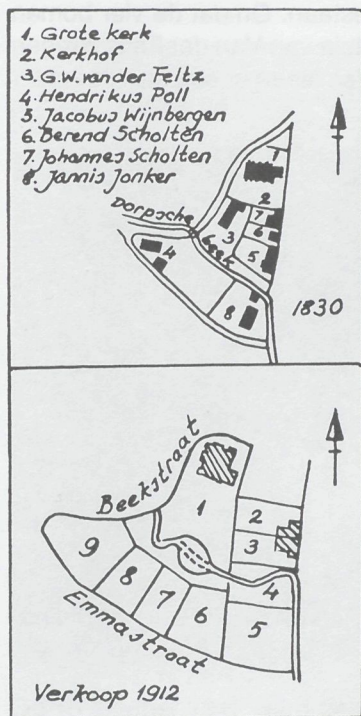 1. Grote kerk
2. Kerkhof
3. G.W. van der Feltz
4. Hendrikus Poll
5. Jacobus Wijnbergen
6. Berend Scholten
7. Johannes Scholten
8. Jannis Jonker
1
2
7
6
3
5
Dorpsche
beek
4
8
1830
Beekstraat
1
2
3
9
8
7
6
4
5
Emmastraat
Verkoop 1912